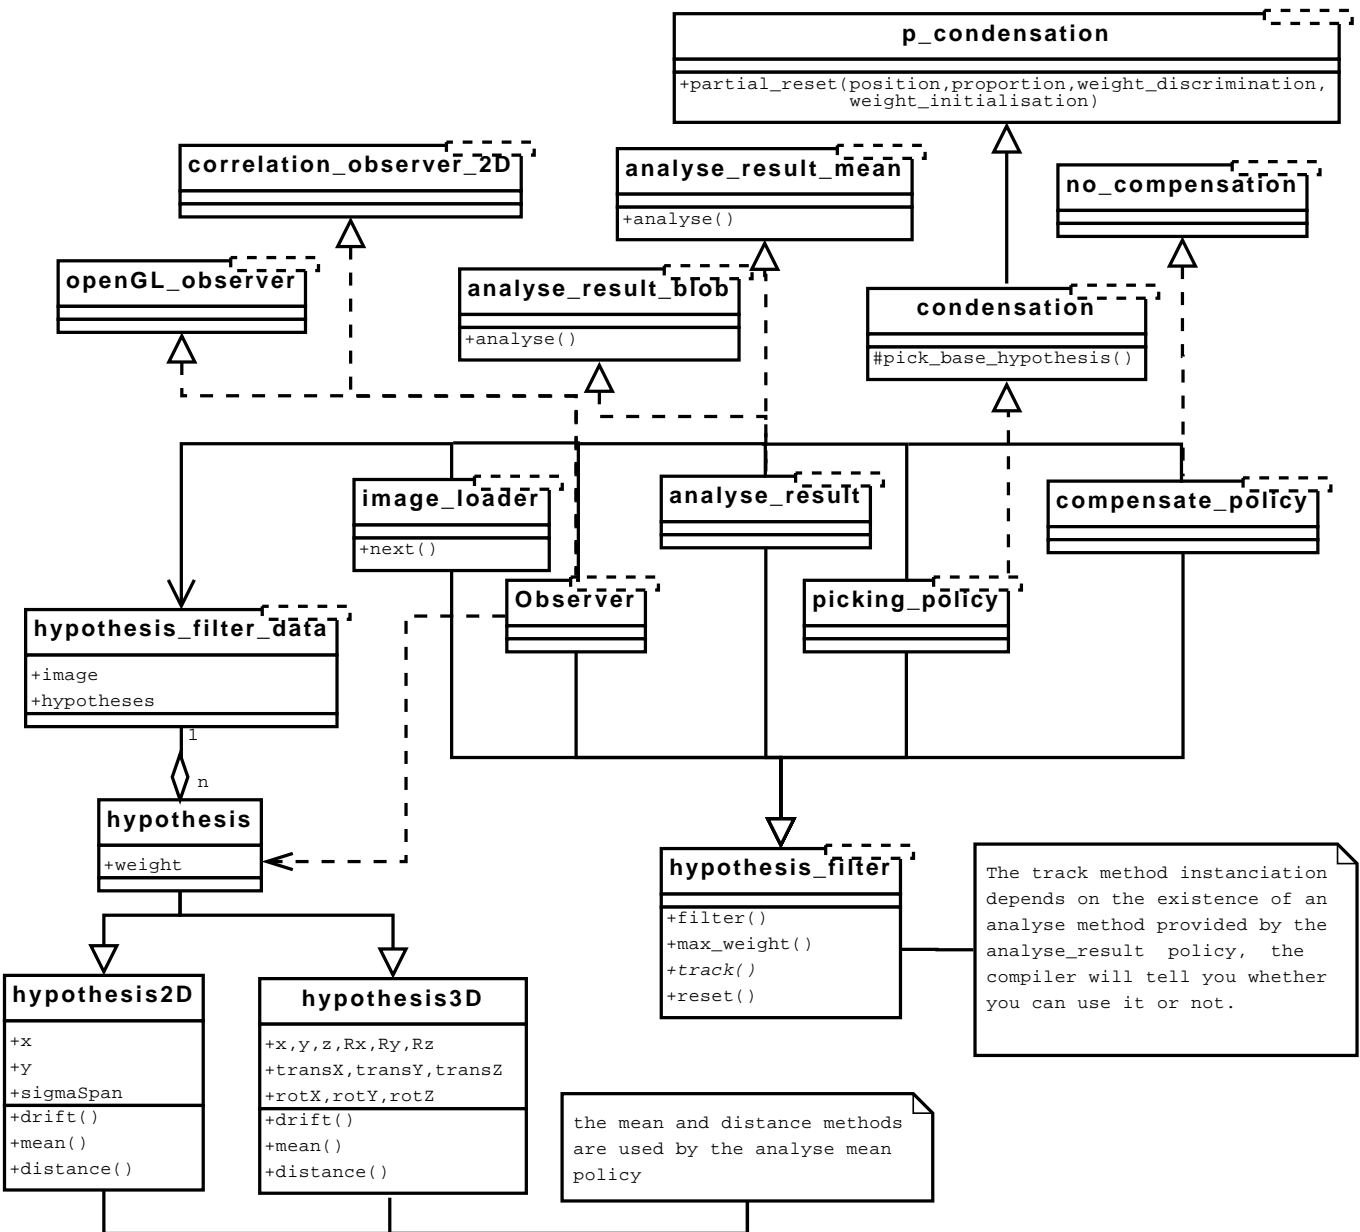 p_condensation
+partial_reset(position,proportion,weight_discrimination,
weight_initialisation)
correlation_observer_2D
analyse_result_mean
+analyse()
no_compensation
openGL_observer
analyse_result_blob
+analyse()
condensation
#pick_base_hypothesis()
image_loader
+next()
analyse_result
compensate_policy
Observer
picking_policy
hypothesis_filter_data
+image
+hypotheses
1
n
hypothesis
+weight
hypothesis_filter
+filter()
+max_weight()
+track()
+reset()
The track method instanciation
depends on the existence of an
analyse method provided by the
analyse_result policy, the
compiler will tell you whether
you can use it or not.
hypothesis2D
+x
+y
+sigmaSpan
+drift()
+mean()
+distance()
hypothesis3D
+x,y,z,Rx,Ry,Rz
+transX,transY,transZ
+rotX,rotY,rotZ
+drift()
+mean()
+distance()
the mean and distance methods
are used by the analyse mean
policy